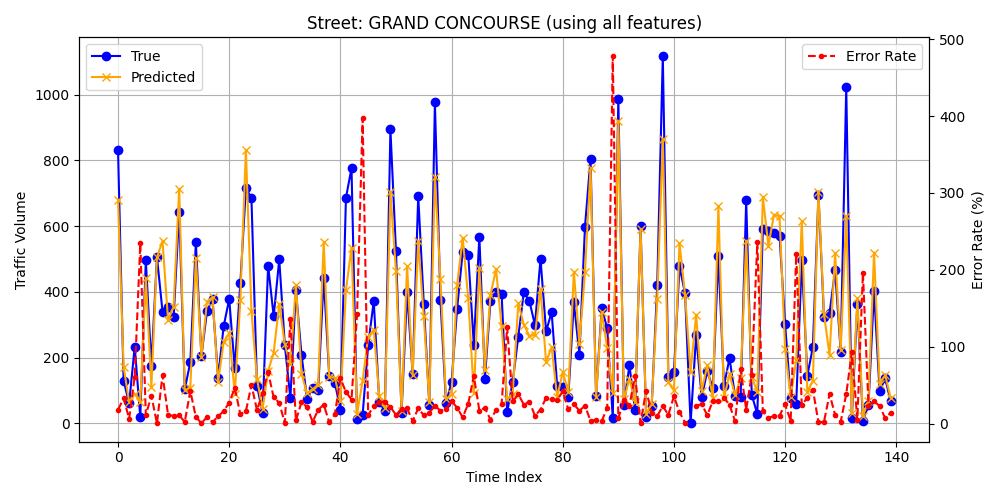 Street: GRAND CONCOURSE (using all features)
True
Predicted
Error Rate
Traffic Volume
0
200
400
600
800
1000
Error Rate (%)
0
100
200
300
400
500
0 20 40 60 80 100 120 140
Time Index